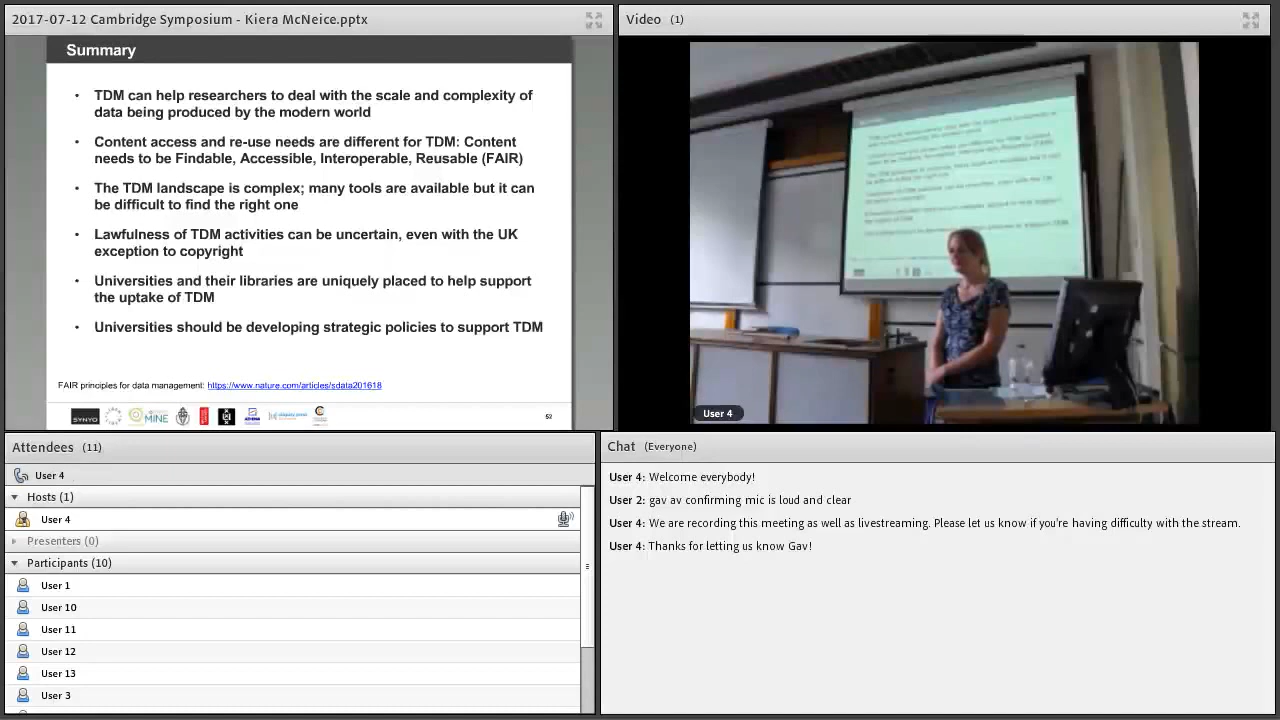 2017-07-12 Cambridge Symposium - Kiera McNeice.pptx
Summary
• TDM can help researchers to deal with the scale and complexity of
data being produced by the modern world
• Content access and re-use needs are different for TDM: Content
needs to be Findable, Accessible, Interoperable, Reusable (FAIR)
• The TDM landscape is complex; many tools are available but it can
be difficult to find the right one
• Lawfulness of TDM activities can be uncertain, even with the UK
exception to copyright
• Universities and their libraries are uniquely placed to help support
the uptake of TDM
• Universities should be developing strategic policies to support TDM
FAIR principles for data management: https://www.nature.com/articles/sdata201618
SYNYO
MINE
52
Video (1)
User 4
Attendees (11)
User 4
Hosts (1)
User 4
Presenters (0)
Participants (10)
User 1
User 10
User 11
User 12
User 13
User 3
Chat (Everyone)
User 4: Welcome everybody!
User 2: gav av confirming mic is loud and clear
User 4: We are recording this meeting as well as livestreaming. Please let us know if you're having difficulty with the stream.
User 4: Thanks for letting us know Gav!